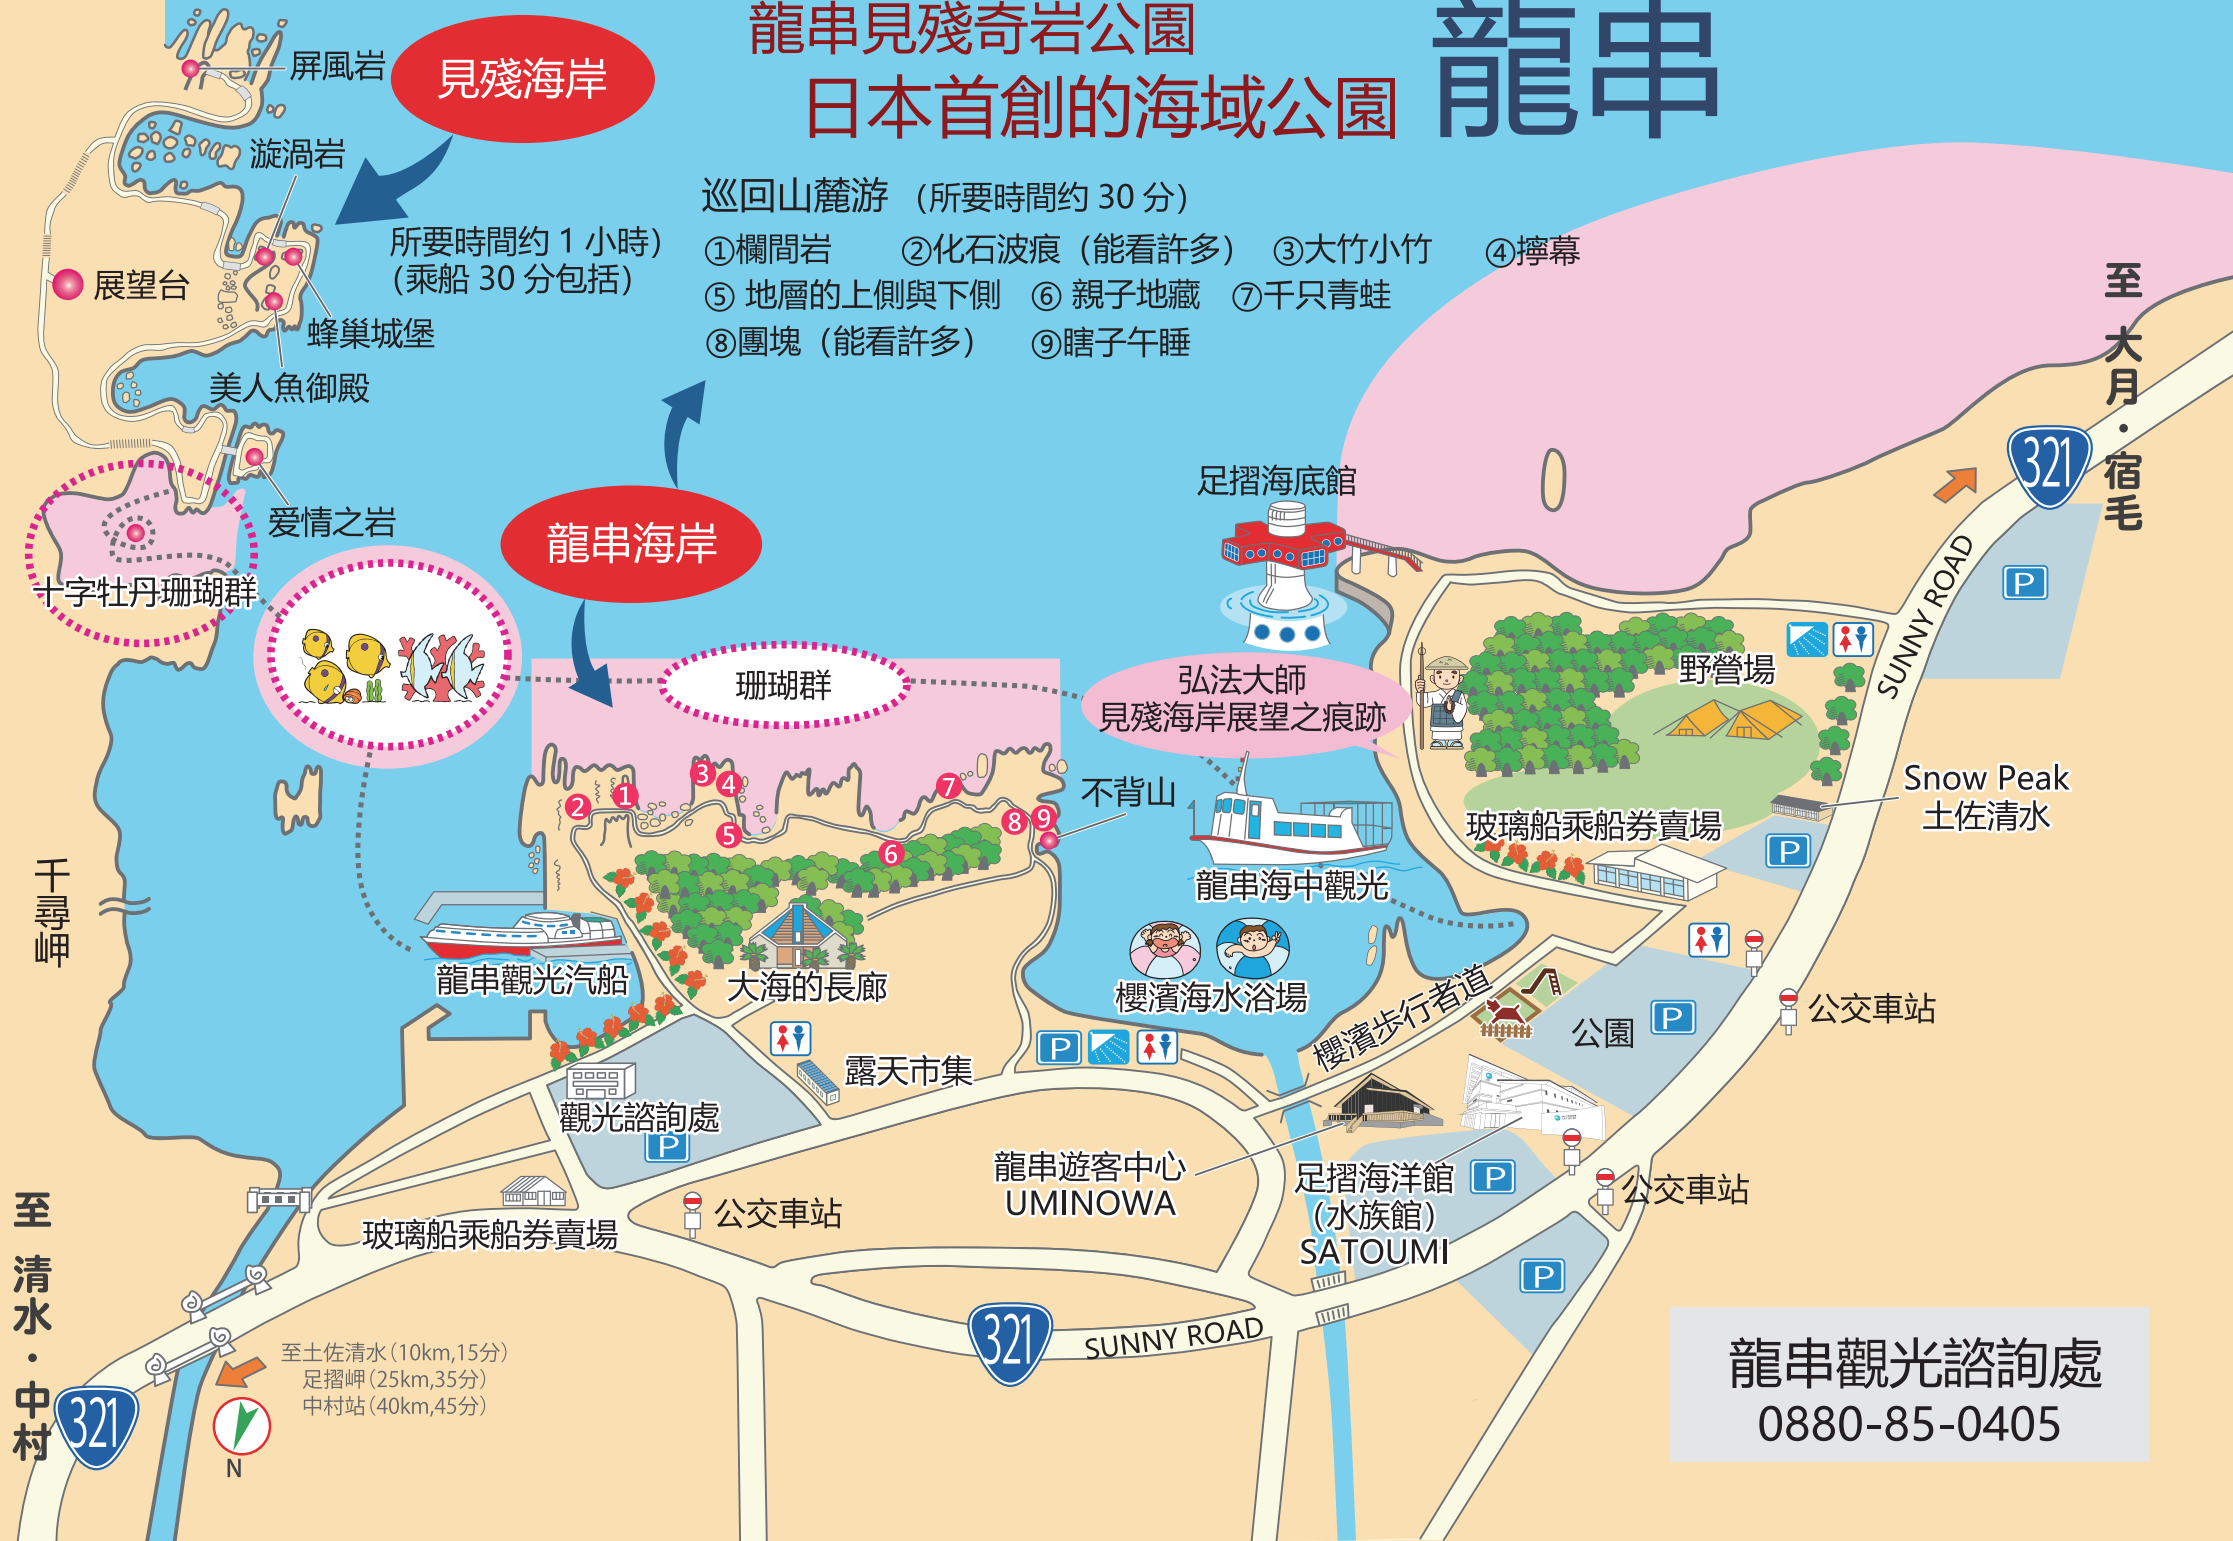 龍串見殘奇岩公園
日本首創的海域公園
龍串
屏風岩
見殘海岸
漩渦岩
所要時間约 1 小時)
(乘船 30 分包括)
展望台
蜂巢城堡
美人魚御殿
爱情之岩
十字牡丹珊瑚群
巡回山麓游 (所要時間约 30 分)
①欄間岩 ②化石波痕 (能看許多) ③大竹小竹 ④擰幕
⑤ 地層的上側與下側 ⑥ 親子地藏 ⑦千只青蛙
⑧團塊 (能看許多) ⑨瞎子午睡
龍串海岸
珊瑚群
足摺海底館
弘法大師
見殘海岸展望之痕跡
至 大月・宿毛
321
SUNNY ROAD
P
野營場
Snow Peak
土佐清水
玻璃船乘船券賣場
P
1
2
3
4
5
6
7
8
9
不背山
龍串海中觀光
櫻濱海水浴場
千尋岬
龍串觀光汽船
大海的長廊
櫻濱步行者道
公園
P
公交車站
P
露天市集
觀光諮詢處
P
龍串遊客中心
UMINOWA
足摺海洋館
(水族館)
SATOUMI
P
公交車站
P
玻璃船乘船券賣場
公交車站
至 清水・中村
321
321
SUNNY ROAD
至土佐清水(10km,15分)
足摺岬(25km,35分)
中村站(40km,45分)
N
龍串觀光諮詢處
0880-85-0405